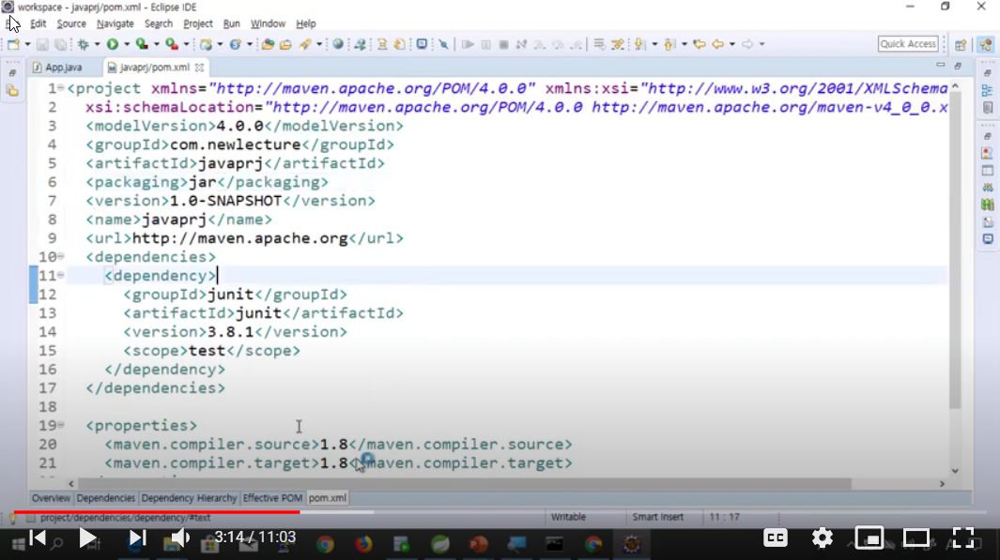 workspace - javaprj/pom.xml - Eclipse IDE
Edit Source Navigate Search Project Run Window Help
Quick Access
App.java javaprj/pom.xml
1 <project xmlns="http://maven.apache.org/POM/4.0.0" xmlns:xsi="http://www.w3.org/2001/XMLSchema
2 xsi:schemaLocation="http://maven.apache.org/POM/4.0.0 http://maven.apache.org/maven-v4_0_0.x
3 <modelVersion>4.0.0</modelVersion>
4 <groupId>com.newlecture</groupId>
5 <artifactId>javaprj</artifactId>
6 <packaging>jar</packaging>
7 <version>1.0-SNAPSHOT</version>
8 <name>javaprj</name>
9 <url>http://maven.apache.org</url>
10 <dependencies>
11 <dependency>
12 <groupId>junit</groupId>
13 <artifactId>junit</artifactId>
14 <version>3.8.1</version>
15 <scope>test</scope>
16 </dependency>
17 </dependencies>
18
19 <properties>
20 <maven.compiler.source>1.8</maven.compiler.source>
21 <maven.compiler.target>1.8</maven.compiler.target>
Overview Dependencies Dependency Hierarchy Effective POM pom.xml
project/dependencies/dependency/#text Writable Smart Insert 11 : 17
3:14 / 11:03 CC